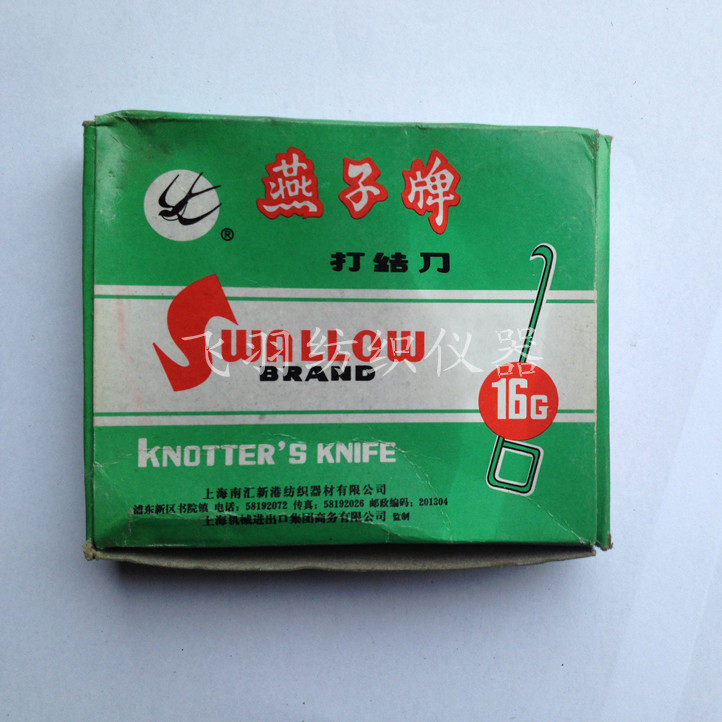 燕子牌
®
打结刀
SWALLOW
BRAND
飞羽纺织仪器
16G
KNOTTER'S KNIFE
上海南汇新港纺织器材有限公司
浦东新区书院镇 电话：58192072 传真：58192026 邮政编码：201304
上海机械进出口集团商务有限公司 监制